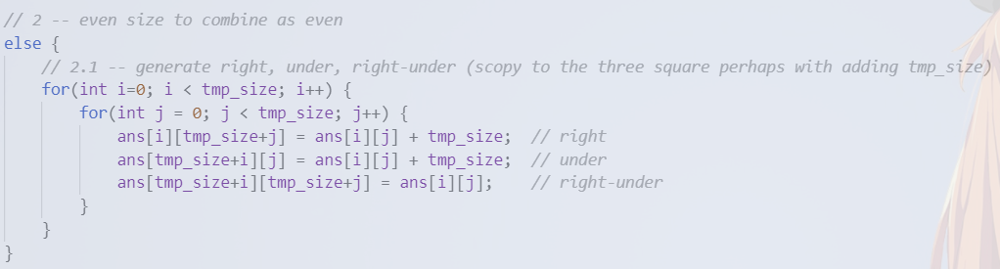 // 2 -- even size to combine as even
else {
    // 2.1 -- generate right, under, right-under (scopy to the three square perhaps with adding tmp_size)
    for(int i=0; i < tmp_size; i++) {
        for(int j = 0; j < tmp_size; j++) {
            ans[i][tmp_size+j] = ans[i][j] + tmp_size;  // right
            ans[tmp_size+i][j] = ans[i][j] + tmp_size;  // under
            ans[tmp_size+i][tmp_size+j] = ans[i][j];    // right-under
        }
    }
}